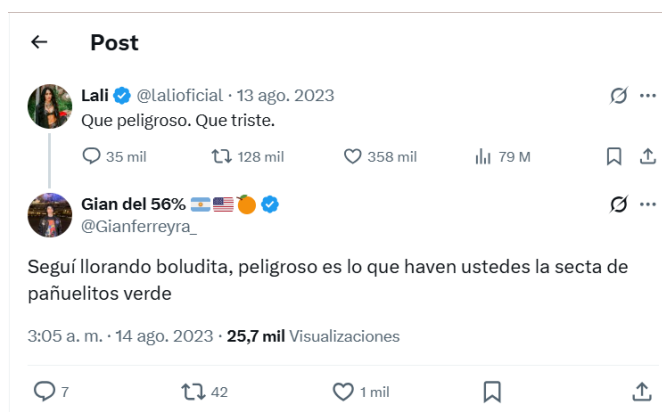 Post
Lali @lalioficial · 13 ago. 2023
Que peligroso. Que triste.
35 mil 128 mil 358 mil 79 M
Gian del 56% 🇦🇷🇺🇸🍊
@Gianferreyra_
Seguí llorando boludita, peligroso es lo que haven ustedes la secta de
pañuelitos verde
3:05 a. m. · 14 ago. 2023 · 25,7 mil Visualizaciones
7 42 1 mil